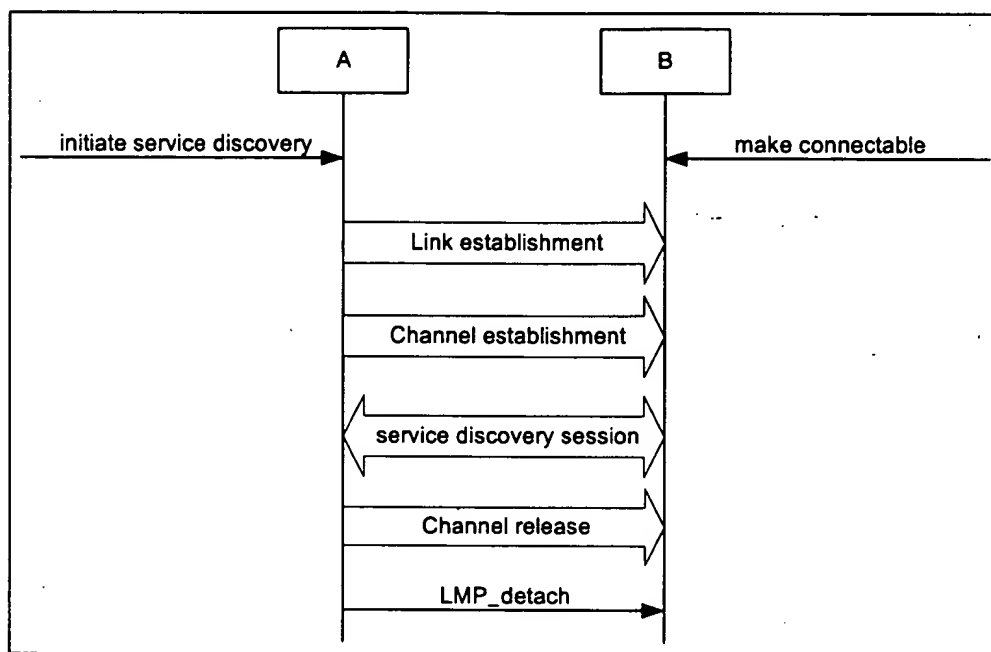 A
B
initiate service discovery
make connectable
Link establishment
Channel establishment
service discovery session
Channel release
LMP_detach